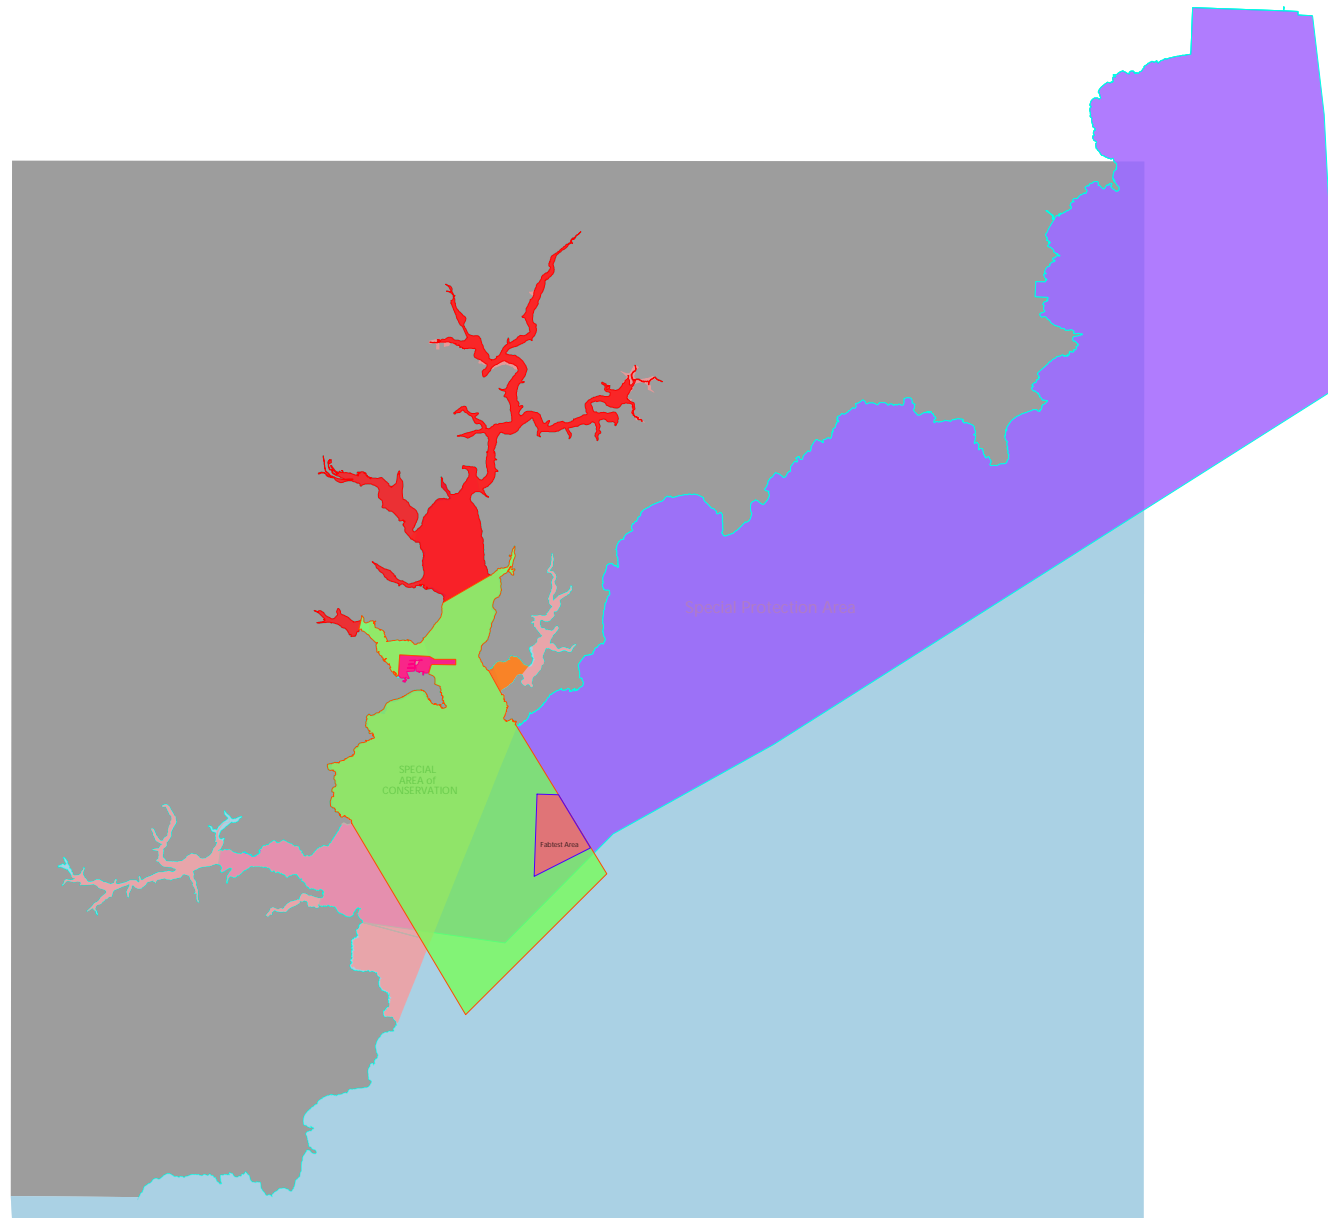 Special Protection Area
SPECIAL
AREA of
CONSERVATION
Fabtest Area